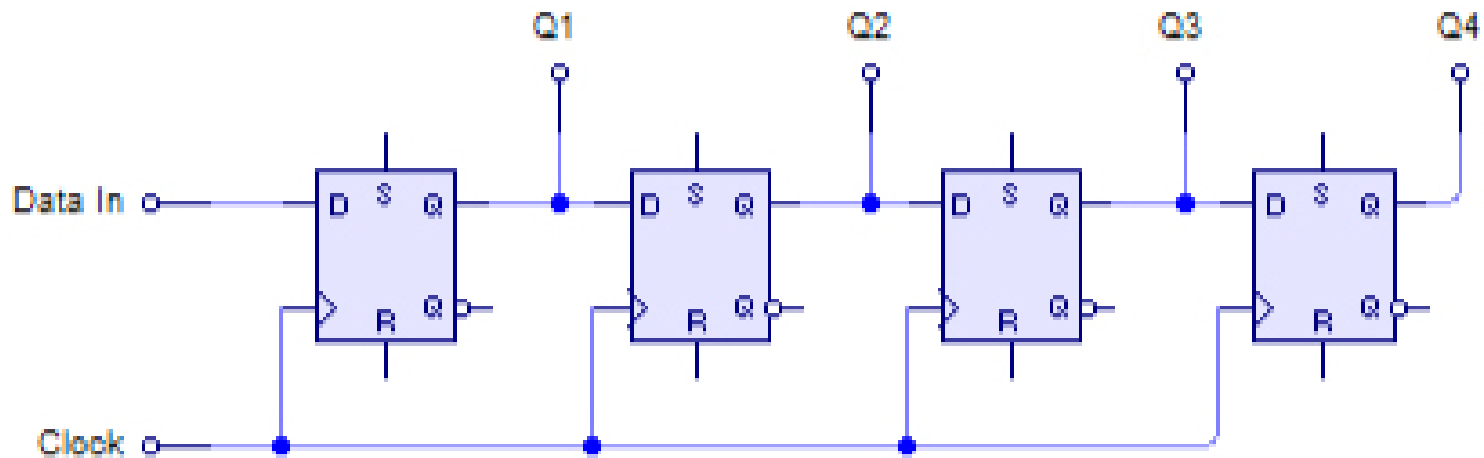 Q1 Q2 Q3 Q4
Data In D S Q D S Q D S Q D S Q
R Q R Q R Q R Q
Clock